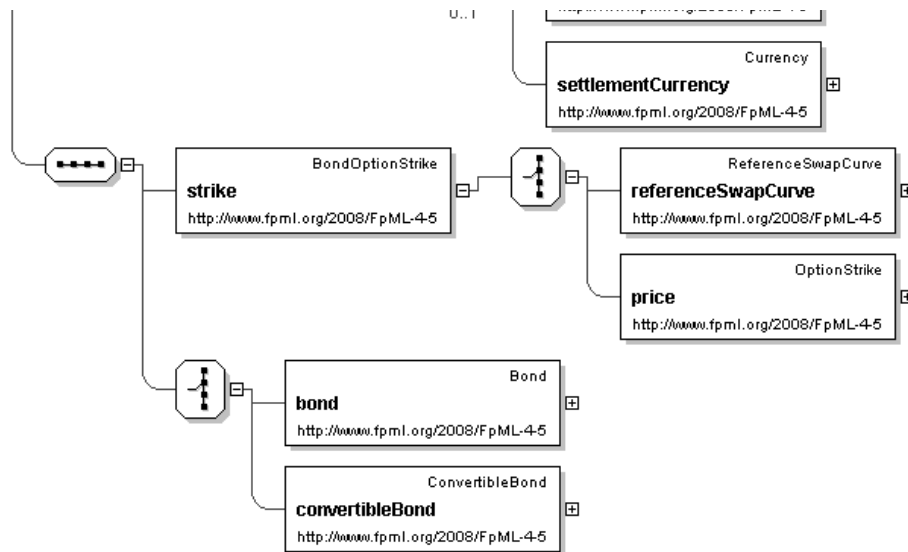 0..1
Currency
settlementCurrency
http://www.fpml.org/2008/FpML-4-5
BondOptionStrike
strike
http://www.fpml.org/2008/FpML-4-5
ReferenceSwapCurve
referenceSwapCurve
http://www.fpml.org/2008/FpML-4-5
OptionStrike
price
http://www.fpml.org/2008/FpML-4-5
Bond
bond
http://www.fpml.org/2008/FpML-4-5
ConvertibleBond
convertibleBond
http://www.fpml.org/2008/FpML-4-5